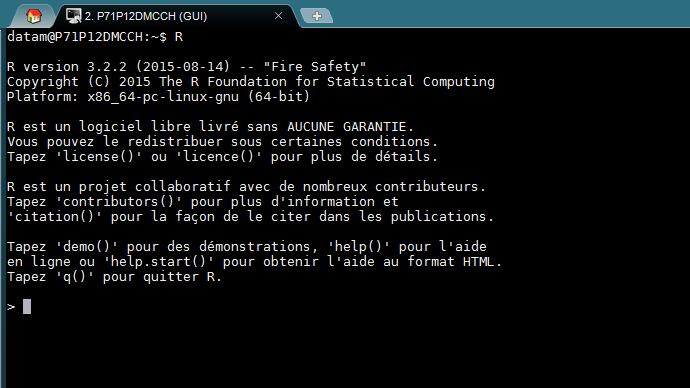 2. P71P12DMCCH (GUI)
datam@P71P12DMCCH:~$ R
R version 3.2.2 (2015-08-14) -- "Fire Safety"
Copyright (C) 2015 The R Foundation for Statistical Computing
Platform: x86_64-pc-linux-gnu (64-bit)
R est un logiciel libre livré sans AUCUNE GARANTIE.
Vous pouvez le redistribuer sous certaines conditions.
Tapez 'license()' ou 'licence()' pour plus de détails.
R est un projet collaboratif avec de nombreux contributeurs.
Tapez 'contributors()' pour plus d'information et
'citation()' pour la façon de le citer dans les publications.
Tapez 'demo()' pour des démonstrations, 'help()' pour l'aide
en ligne ou 'help.start()' pour obtenir l'aide au format HTML.
Tapez 'q()' pour quitter R.
>